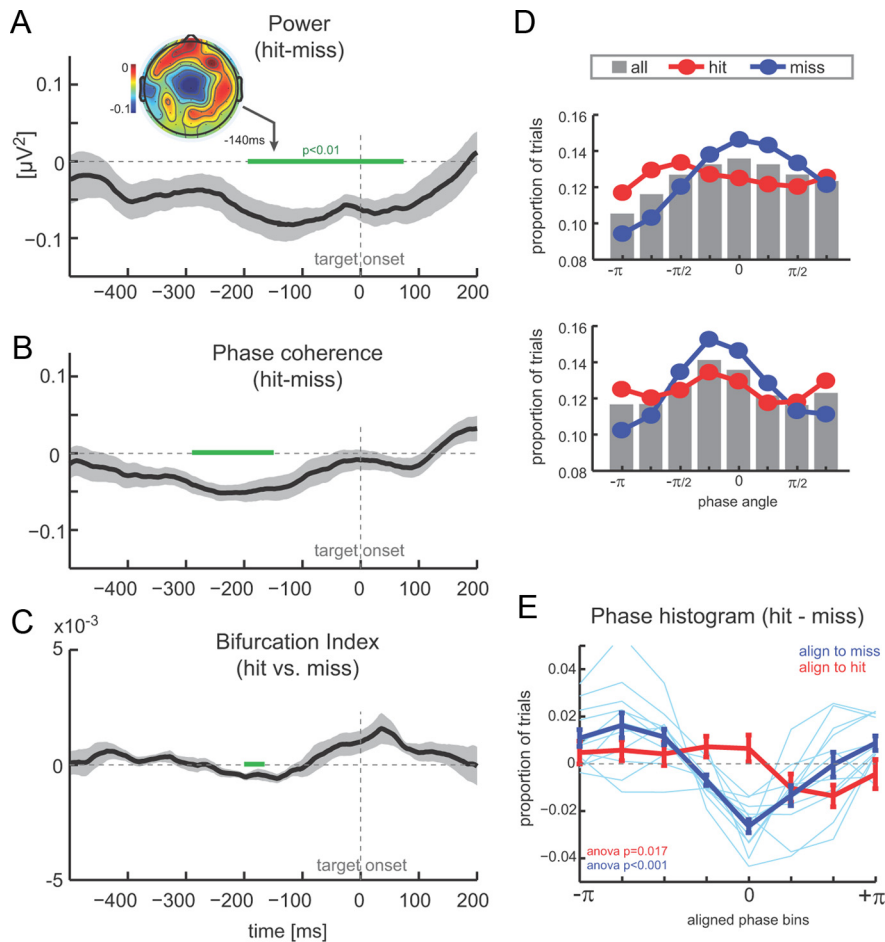 A
Power
(hit-miss)
0
-0.1
-140ms
p<0.01
[µV²]
0.1
0
−0.1
target onset
−400 −300 −200 −100 0 100 200
B
Phase coherence
(hit-miss)
0.1
0
−0.1
target onset
−400 −300 −200 −100 0 100 200
C
x10⁻³
Bifurcation Index
(hit vs. miss)
5
0
-5
target onset
−400 −300 −200 −100 0 100 200
time [ms]
D
all hit miss
proportion of trials
0.16
0.14
0.12
0.10
0.08
-π -π/2 0 π/2
proportion of trials
0.16
0.14
0.12
0.10
0.08
-π -π/2 0 π/2
phase angle
E
Phase histogram (hit - miss)
align to miss
align to hit
proportion of trials
0.04
0.02
0
−0.02
−0.04
anova p=0.017
anova p<0.001
-π 0 +π
aligned phase bins